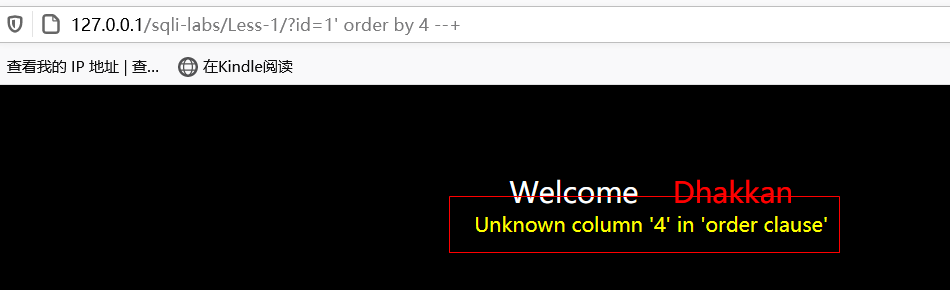 127.0.0.1/sqli-labs/Less-1/?id=1' order by 4 --+
查看我的 IP 地址 | 查... 在Kindle阅读
Welcome Dhakkan
Unknown column '4' in 'order clause'